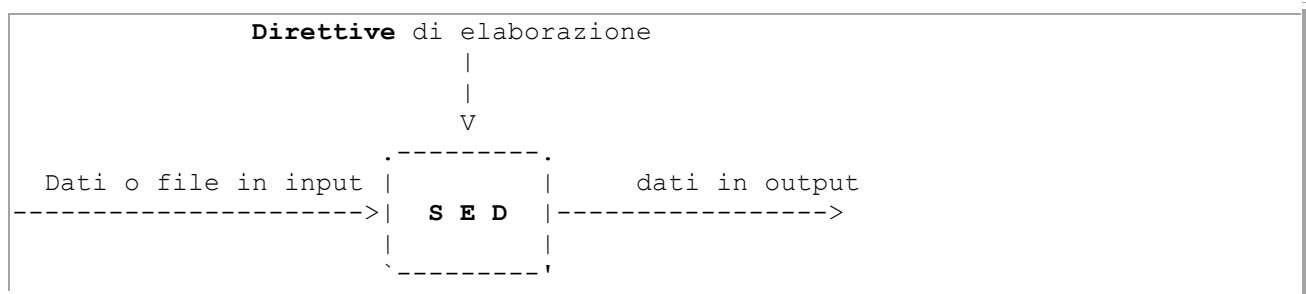 Direttive di elaborazione
|
|
V
.---------.
Dati o file in input | | dati in output
---------------------->| S E D |----------------->
| |
`---------'